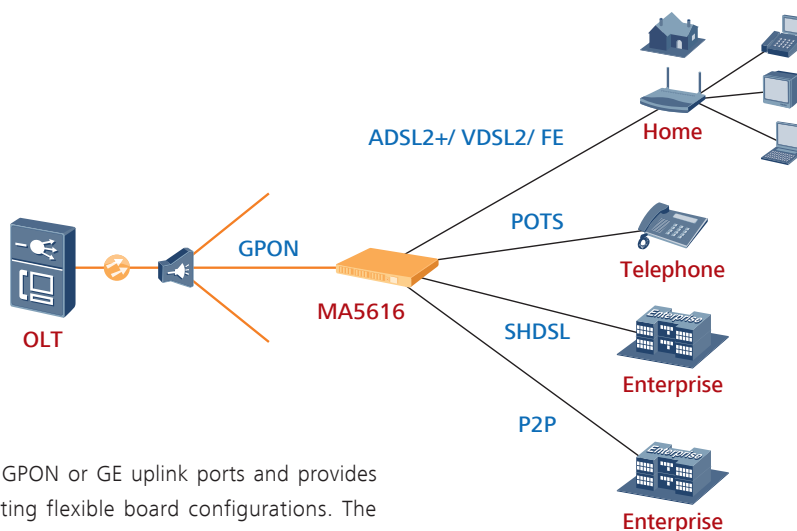 ADSL2+/ VDSL2/ FE
Home
POTS
GPON
Telephone
MA5616
OLT
SHDSL
Enterprise
Enterprise
P2P
GPON or GE uplink ports and provides
ting flexible board configurations. The
Enterprise
Enterprise